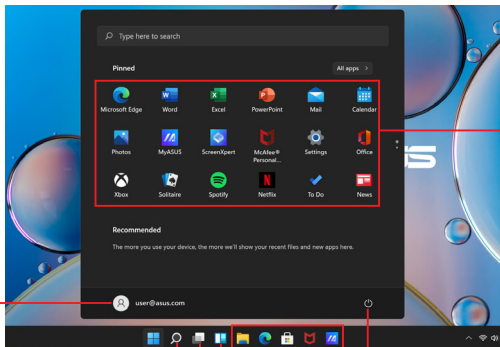 Type here to search
Pinned
All apps >
Microsoft Edge
Word
Excel
PowerPoint
Mail
Calendar
Photos
MyASUS
ScreenXpert
McAfee®
Personal...
Settings
Office
Xbox
Solitaire
Spotify
Netflix
To Do
News
Recommended
The more you use your device, the more we'll show your recent files and new apps here.
user@asus.com